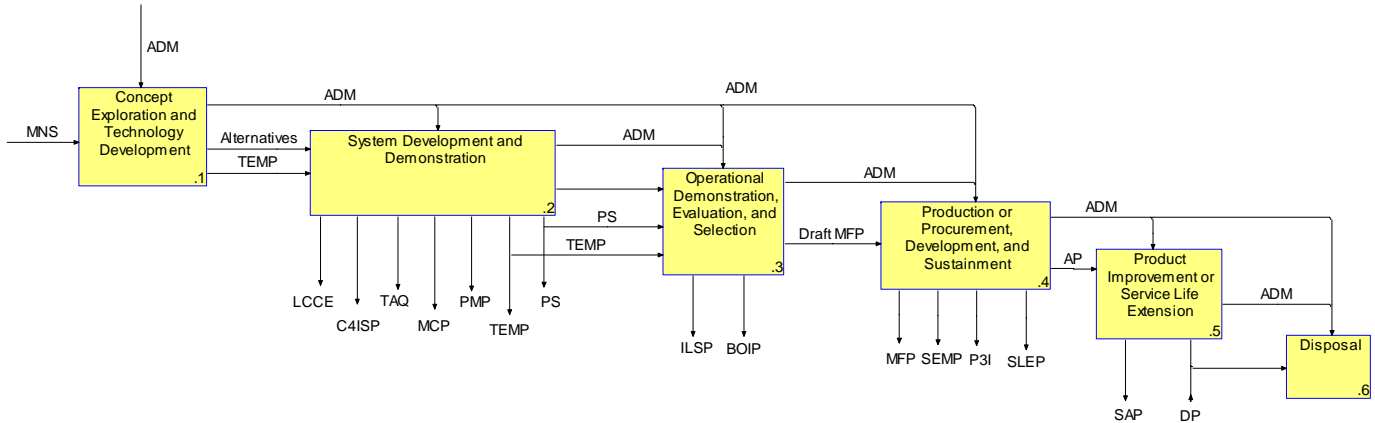 ADM
MNS
Concept
Exploration and
Technology
Development
.1
ADM
ADM
Alternatives
TEMP
System Development and
Demonstration
.2
ADM
PS
TEMP
LCCE
C4ISP
TAQ
MCP
PMP
TEMP
PS
Operational
Demonstration,
Evaluation, and
Selection
.3
ADM
Draft MFP
ILSP
BOIP
Production or
Procurement,
Development, and
Sustainment
.4
ADM
AP
MFP
SEMP
P3I
SLEP
Product
Improvement or
Service Life
Extension
.5
ADM
SAP
DP
Disposal
.6